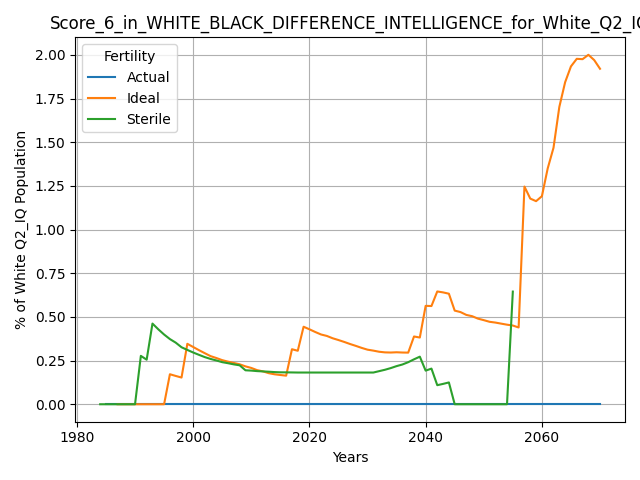 Score_6_in_WHITE_BLACK_DIFFERENCE_INTELLIGENCE_for_White_Q2_IQ
Fertility
Actual
Ideal
Sterile
% of White Q2_IQ Population
2.00
1.75
1.50
1.25
1.00
0.75
0.50
0.25
0.00
1980 2000 2020 2040 2060
Years